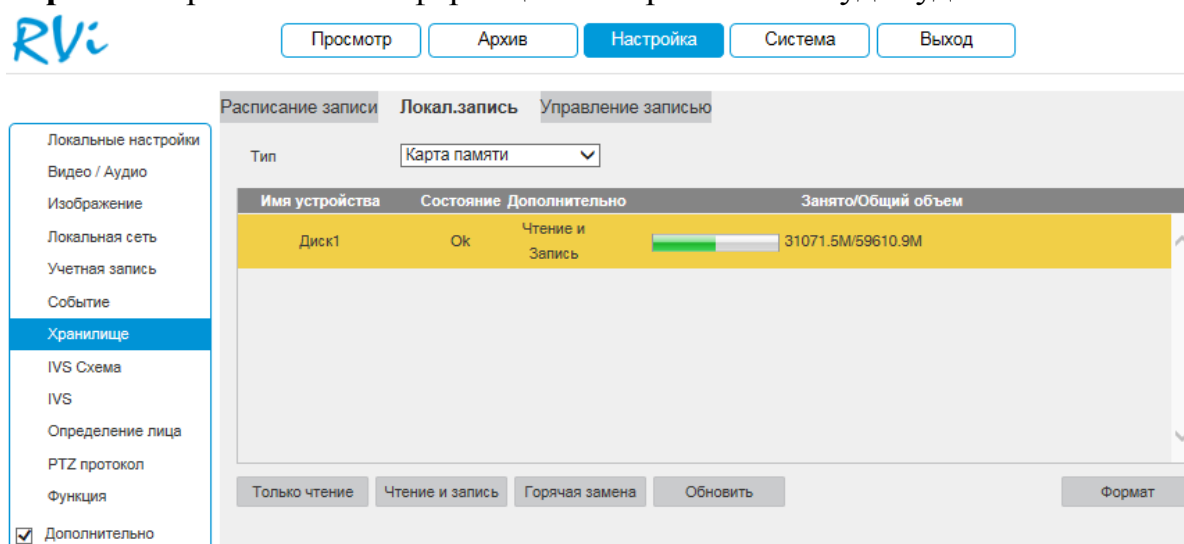 RVi
Просмотр Архив Настройка Система Выход
Расписание записи Локал.запись Управление записью
Локальные настройки
Тип Карта памяти
Видео / Аудио
Изображение
Имя устройства Состояние Дополнительно Занято/Общий объем
Локальная сеть
Диск1 Ok Чтение и Запись 31071.5M/59610.9M
Учетная запись
Событие
Хранилище
IVS Схема
IVS
Определение лица
PTZ протокол
Функция
Только чтение Чтение и запись Горячая замена Обновить Формат
Дополнительно